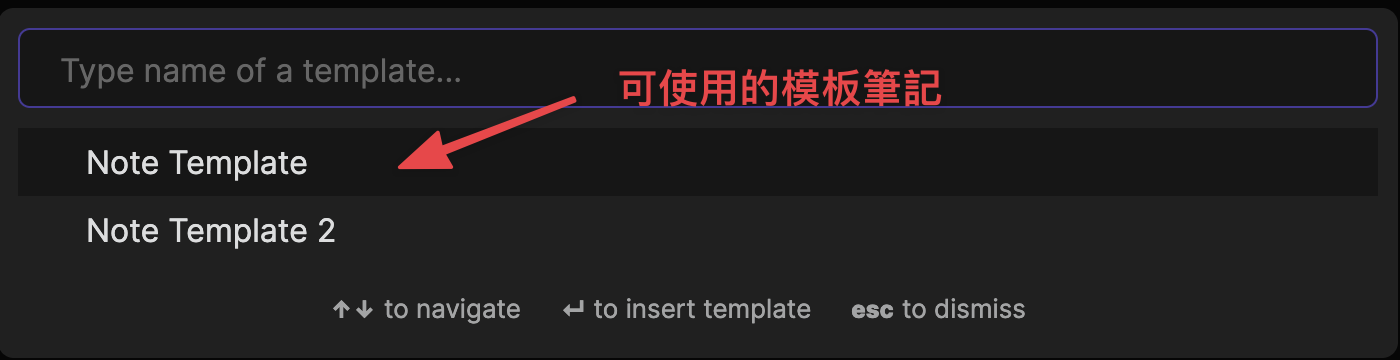 Type name of a template...
可使用的模板筆記
Note Template
Note Template 2
↑↓ to navigate ↵ to insert template esc to dismiss